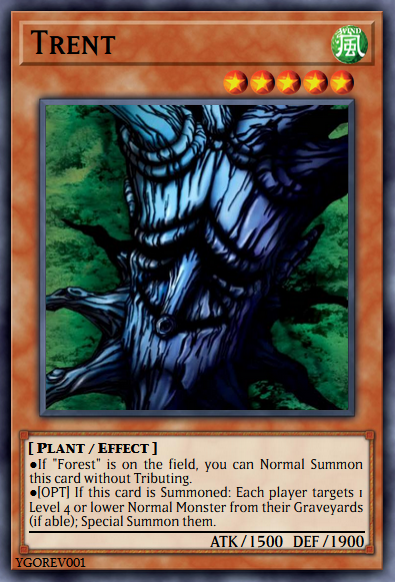 Trent
WIND
風
[ Plant / Effect ]
●If "Forest" is on the field, you can Normal Summon
this card without Tributing.
●[OPT] If this card is Summoned: Each player targets 1
Level 4 or lower Normal Monster from their Graveyards
(if able); Special Summon them.
ATK / 1500 DEF / 1900
YGOREV001